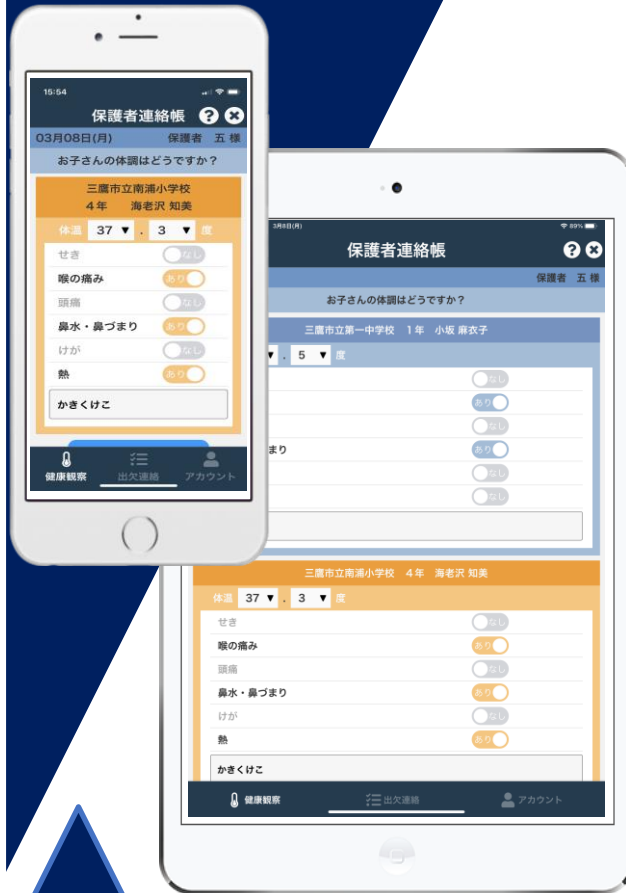 15:54
保護者連絡帳
03月08日(月) 保護者 五 様
お子さんの体調はどうですか？
三鷹市立南浦小学校
4年 海老沢 知美
体温 37 ▼ . 3 ▼ 度
せき なし
喉の痛み あり
頭痛 なし
鼻水・鼻づまり あり
けが なし
熱 あり
かきくけこ
健康観察 出欠連絡 アカウント
3月8日(月) 89%
保護者連絡帳
保護者 五 様
お子さんの体調はどうですか？
三鷹市立第一中学校 1年 小坂 麻衣子
▼ . 5 ▼ 度
なし
あり
なし
まり あり
なし
なし
三鷹市立南浦小学校 4年 海老沢 知美
体温 37 ▼ . 3 ▼ 度
せき なし
喉の痛み あり
頭痛 なし
鼻水・鼻づまり あり
けが なし
熱 あり
かきくけこ
健康観察 出欠連絡 アカウント